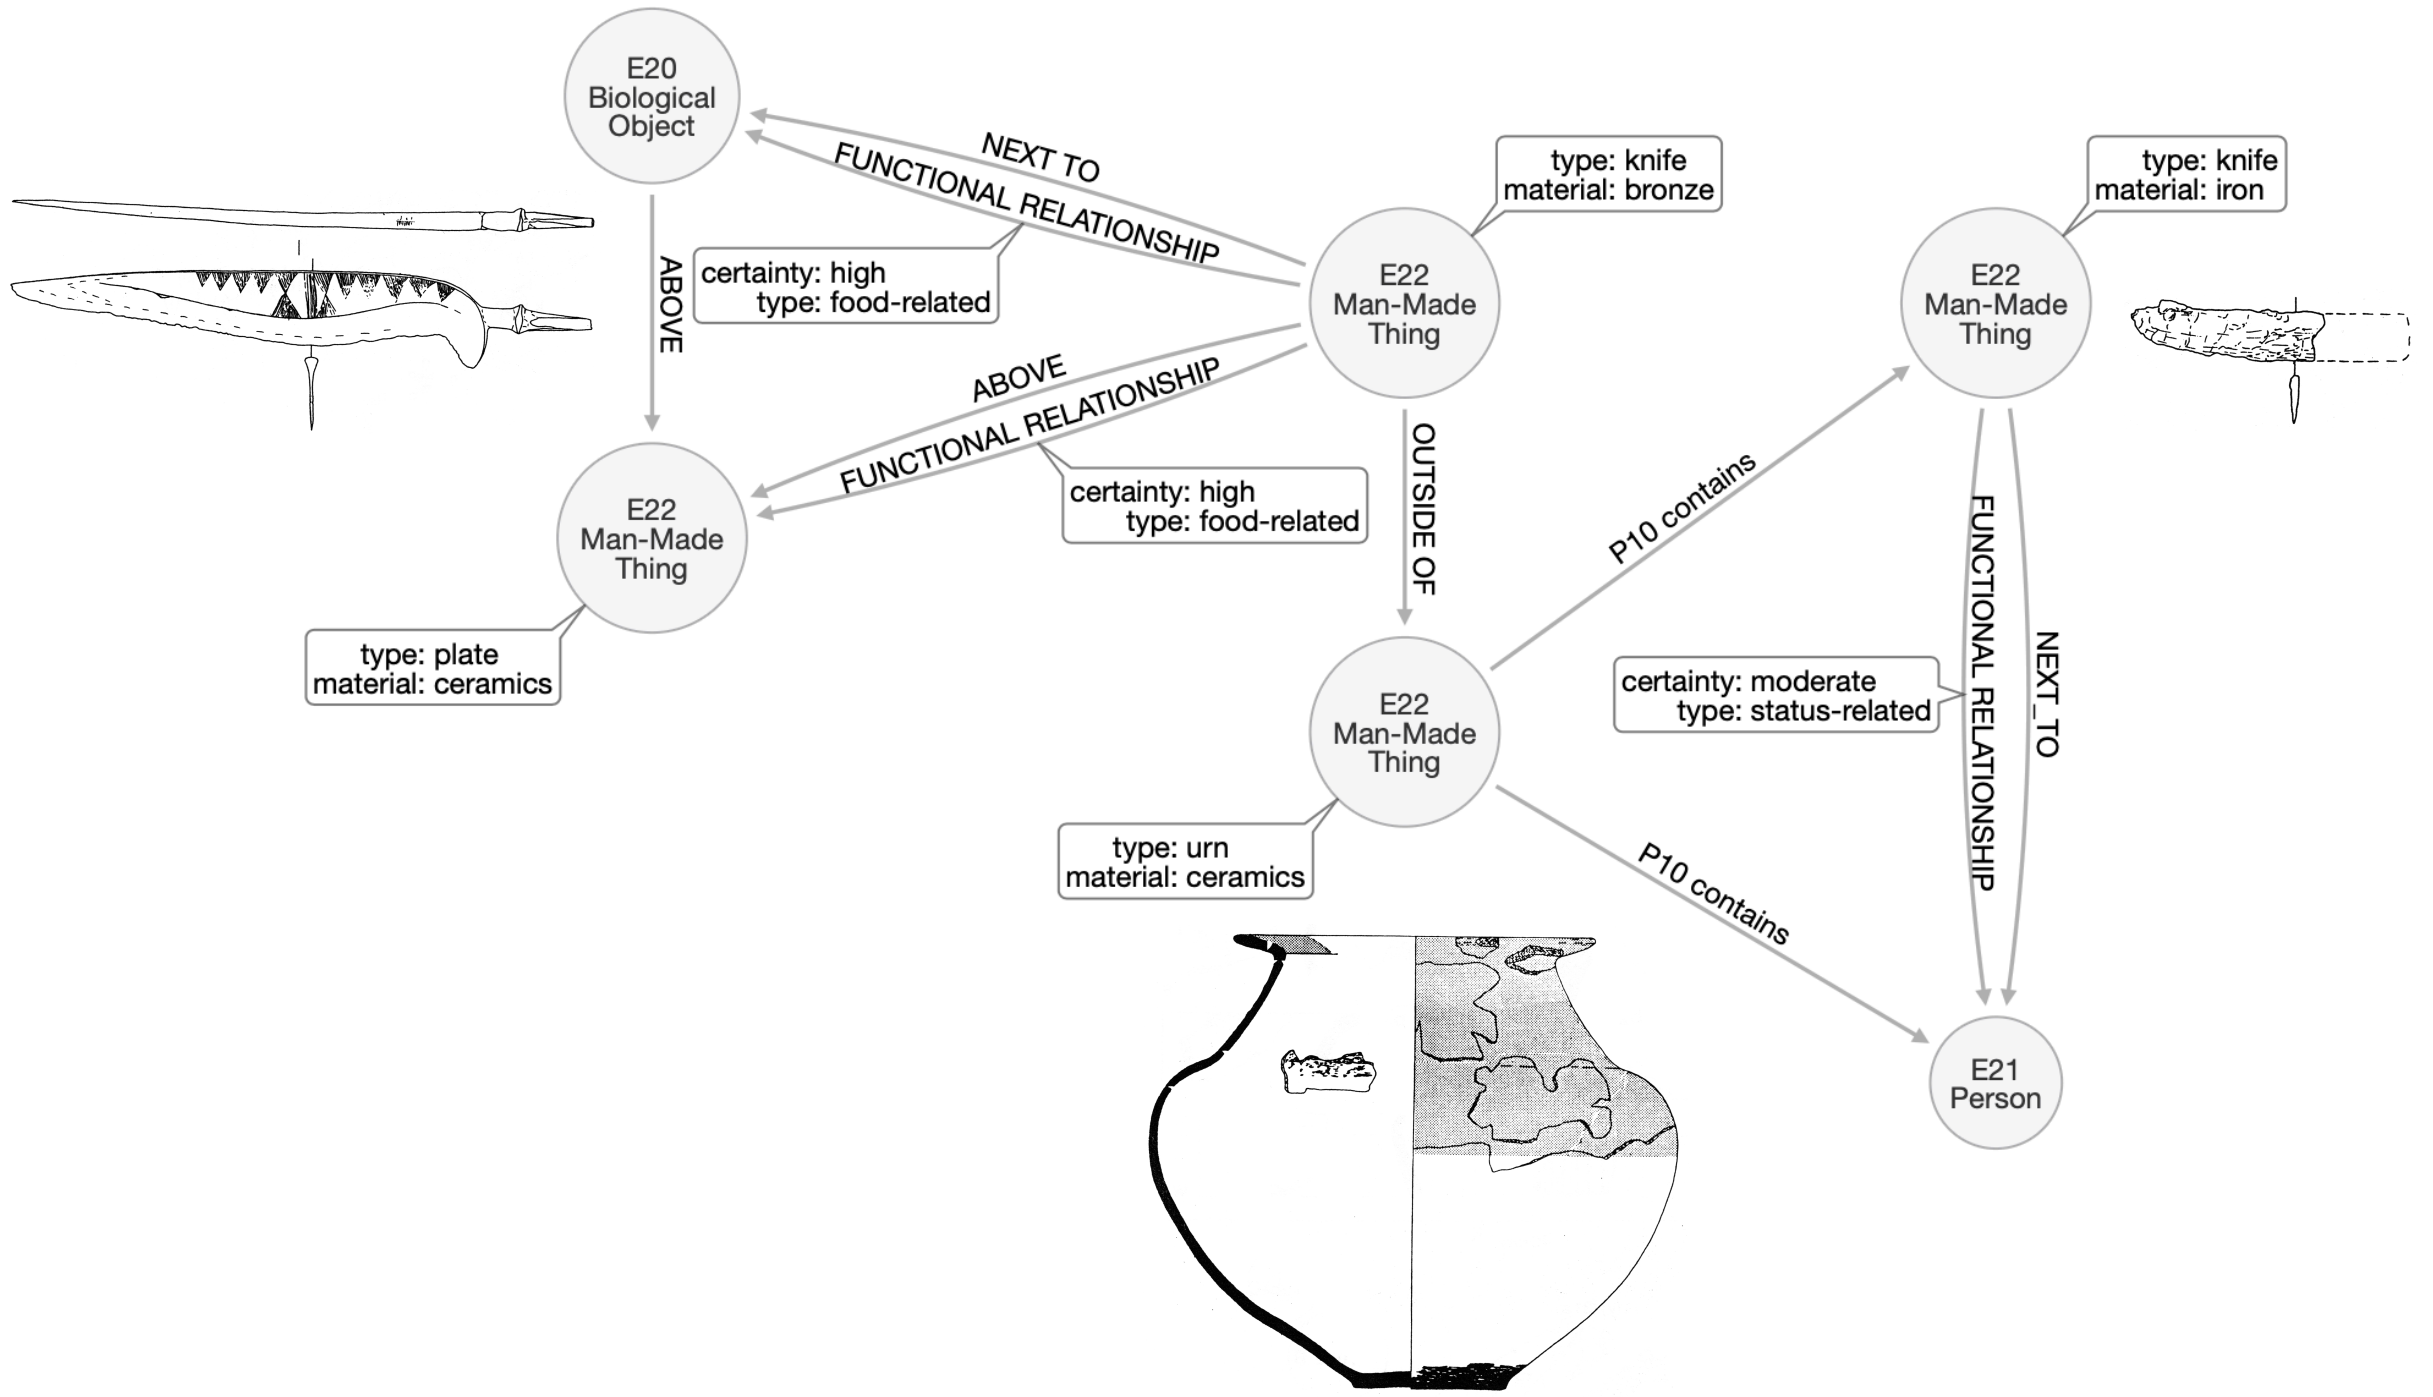 E20
Biological
Object
NEXT TO
FUNCTIONAL RELATIONSHIP
certainty: high
type: food-related
ABOVE
type: knife
material: bronze
E22
Man-Made
Thing
type: knife
material: iron
E22
Man-Made
Thing
ABOVE
FUNCTIONAL RELATIONSHIP
certainty: high
type: food-related
OUTSIDE OF
P10 contains
E22
Man-Made
Thing
type: plate
material: ceramics
FUNCTIONAL RELATIONSHIP
NEXT_TO
certainty: moderate
type: status-related
E22
Man-Made
Thing
type: urn
material: ceramics
P10 contains
E21
Person